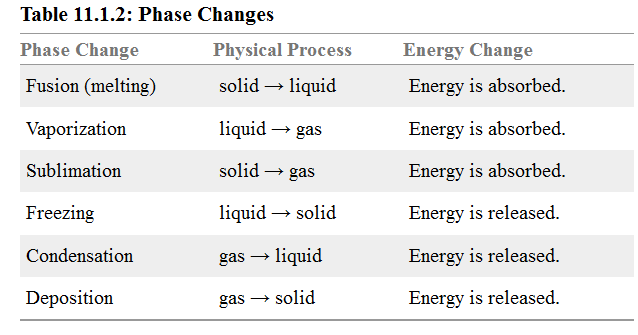 Table 11.1.2: Phase Changes
Phase Change Physical Process Energy Change
Fusion (melting) solid → liquid Energy is absorbed.
Vaporization liquid → gas Energy is absorbed.
Sublimation solid → gas Energy is absorbed.
Freezing liquid → solid Energy is released.
Condensation gas → liquid Energy is released.
Deposition gas → solid Energy is released.